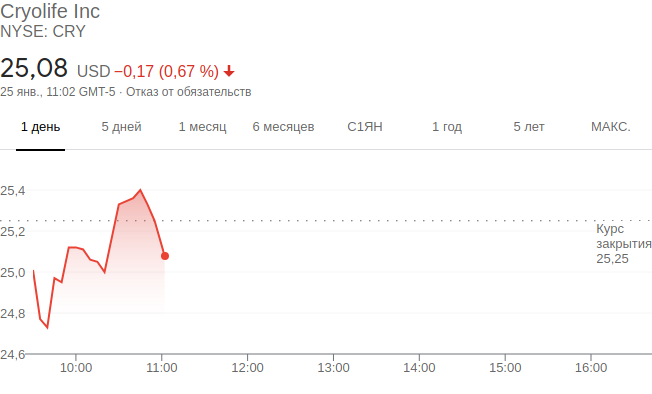 Cryolife Inc
NYSE: CRY
25,08 USD −0,17 (0,67 %)
25 янв., 11:02 GMT-5 · Отказ от обязательств
1 день 5 дней 1 месяц 6 месяцев С1ЯН 1 год 5 лет МАКС.
25,4
25,2
Курс
закрытия
25,25
25,0
24,8
24,6
10:00 11:00 12:00 13:00 14:00 15:00 16:00